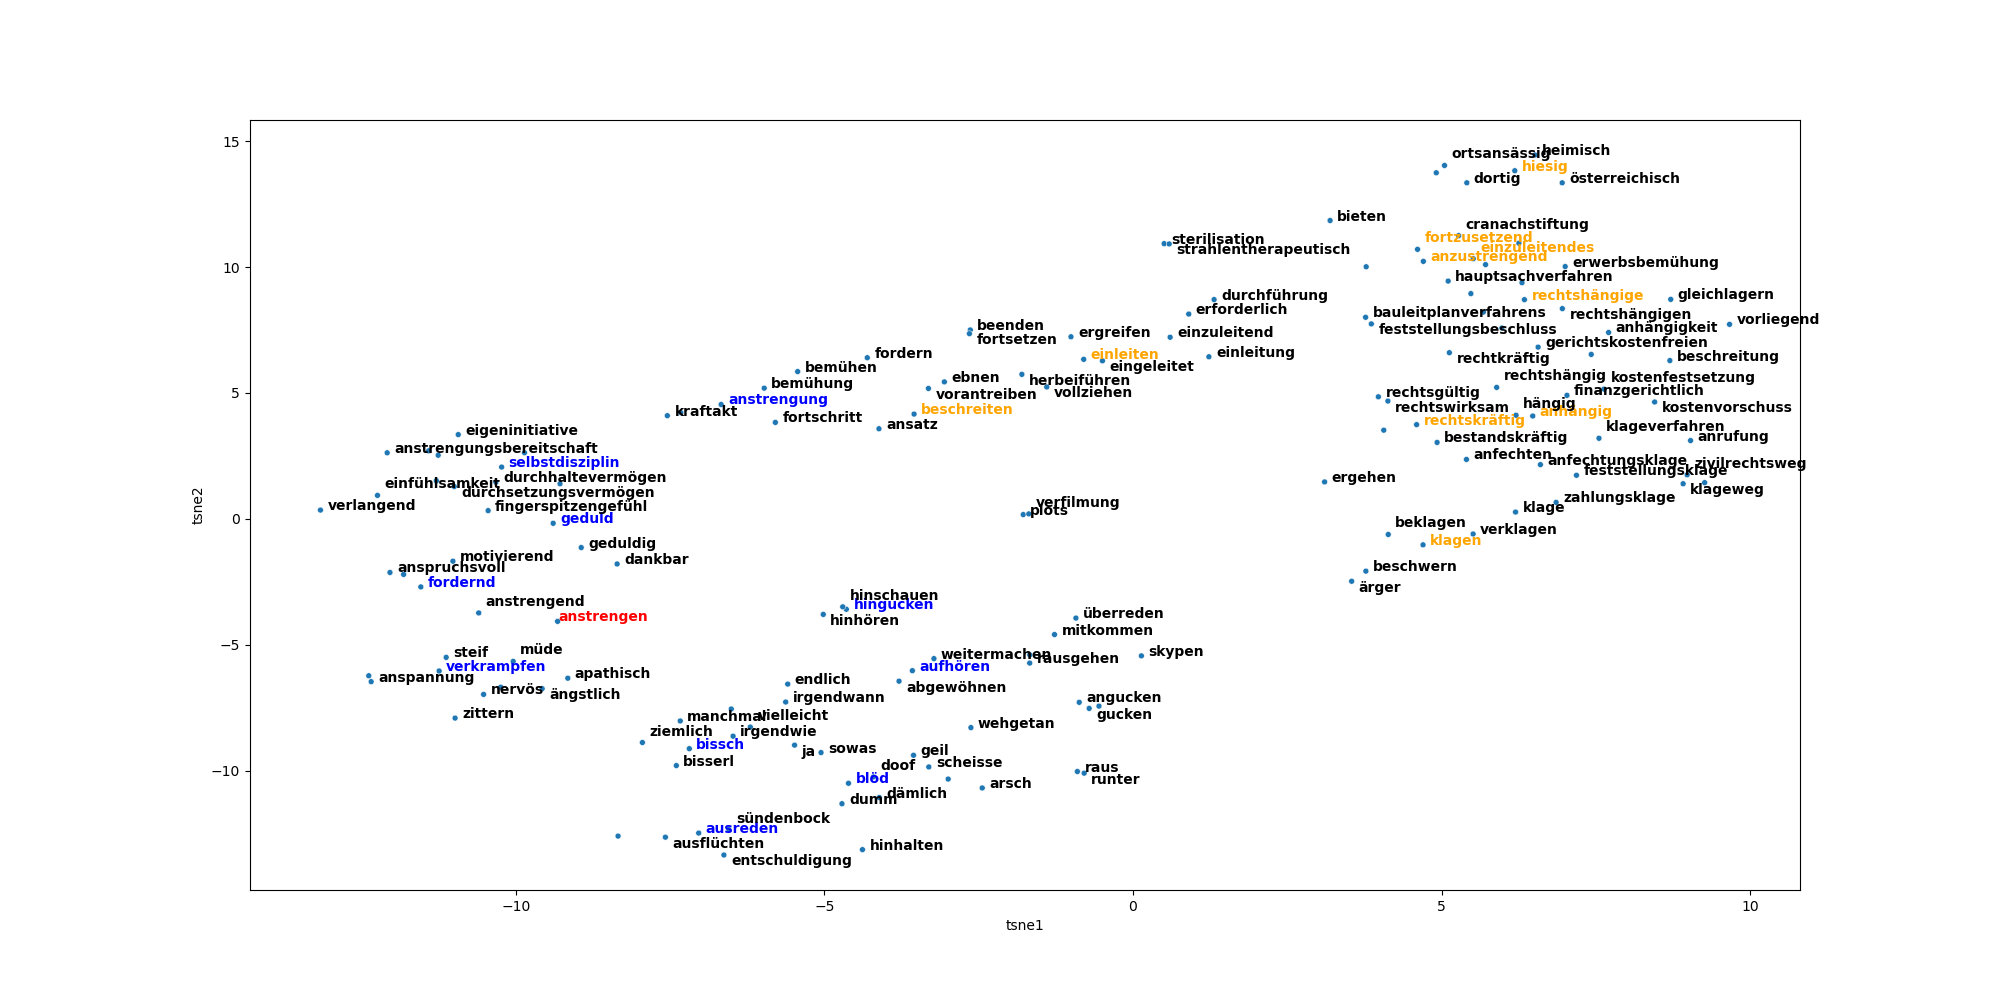 15
10
5
0
−5
−10
tsne2
ortsansässig
heimisch
hiesig
dortig
österreichisch
bieten
cranachstiftung
fortzusetzend
sterilisation
einzuleitendes
strahlentherapeutisch
anzustrengend
erwerbsbemühung
hauptsachverfahren
durchführung
rechtshängige
gleichlagern
erforderlich
bauleitplanverfahrens
rechtshängigen
vorliegend
beenden
feststellungsbeschluss
anhängigkeit
fortsetzen
ergreifen
einzuleitend
gerichtskostenfreien
fordern
einleiten
einleitung
rechtkräftig
beschreitung
bemühen
eingeleitet
rechtshängig
kostenfestsetzung
bemühung
ebnen
herbeiführen
finanzgerichtlich
anstrengung
vorantreiben
vollziehen
rechtsgültig
hängig
kraftakt
fortschritt
beschreiten
rechtswirksam
anhängig
kostenvorschuss
ansatz
rechtskräftig
klageverfahren
eigeninitiative
bestandskräftig
anrufung
anstrengungsbereitschaft
anfechten
anfechtungsklage
zivilrechtsweg
selbstdisziplin
feststellungsklage
durchhaltevermögen
ergehen
einfühlsamkeit
durchsetzungsvermögen
klageweg
verlangend
fingerspitzengefühl
verfilmung
plots
zahlungsklage
klage
geduld
beklagen
verklagen
geduldig
klagen
motivierend
dankbar
anspruchsvoll
beschwern
fordernd
ärger
anstrengend
hinschauen
hingucken
anstrengen
hinhören
überreden
mitkommen
steif
müde
weitermachen
rausgehen
skypen
verkrampfen
aufhören
anspannung
apathisch
endlich
abgewöhnen
nervös
ängstlich
irgendwann
angucken
zittern
manchmal
vielleicht
gucken
ziemlich
irgendwie
wehgetan
bissch
ja
sowas
geil
bisserl
doof
scheisse
raus
blöd
runter
dumm
dämlich
arsch
sündenbock
ausreden
ausflüchten
hinhalten
entschuldigung
−10
−5
0
5
10
tsne1